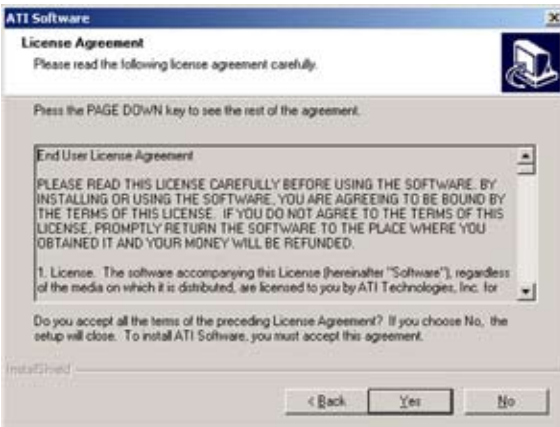 ATI Software
License Agreement
Please read the following license agreement carefully.
Press the PAGE DOWN key to see the rest of the agreement.
End User License Agreement
PLEASE READ THIS LICENSE CAREFULLY BEFORE USING THE SOFTWARE. BY
INSTALLING OR USING THE SOFTWARE, YOU ARE AGREEING TO BE BOUND BY
THE TERMS OF THIS LICENSE. IF YOU DO NOT AGREE TO THE TERMS OF THIS
LICENSE, PROMPTLY RETURN THE SOFTWARE TO THE PLACE WHERE YOU
OBTAINED IT AND YOUR MONEY WILL BE REFUNDED.
1. License. The software accompanying this License (hereinafter "Software"), regardless
of the media on which it is distributed, are licensed to you by ATI Technologies, Inc. for
Do you accept all the terms of the preceding License Agreement? If you choose No, the
setup will close. To install ATI Software, you must accept this agreement.
InstallShield
< Back
Yes
No